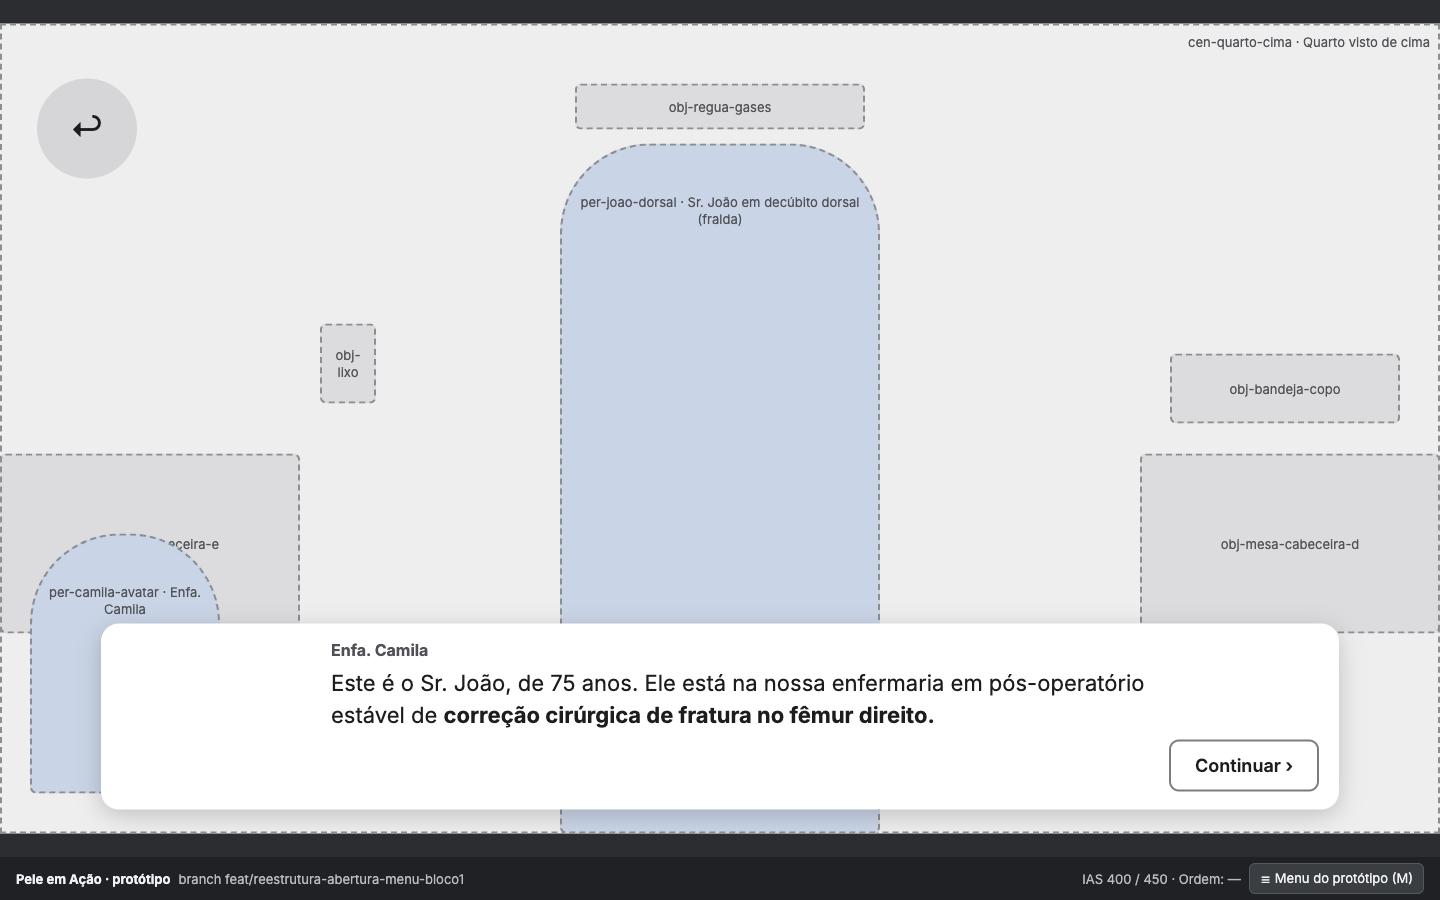 cen-quarto-cima · Quarto visto de cima
obj-regua-gases
per-joao-dorsal · Sr. João em decúbito dorsal
(fralda)
obj-
lixo
obj-bandeja-copo
eceira-e
obj-mesa-cabeceira-d
per-camila-avatar · Enfa.
Camila
Enfa. Camila
Este é o Sr. João, de 75 anos. Ele está na nossa enfermaria em pós-operatório
estável de correção cirúrgica de fratura no fêmur direito.
Continuar ›
Pele em Ação · protótipo branch feat/reestrutura-abertura-menu-bloco1
IAS 400 / 450 · Ordem: — ≡ Menu do protótipo (M)